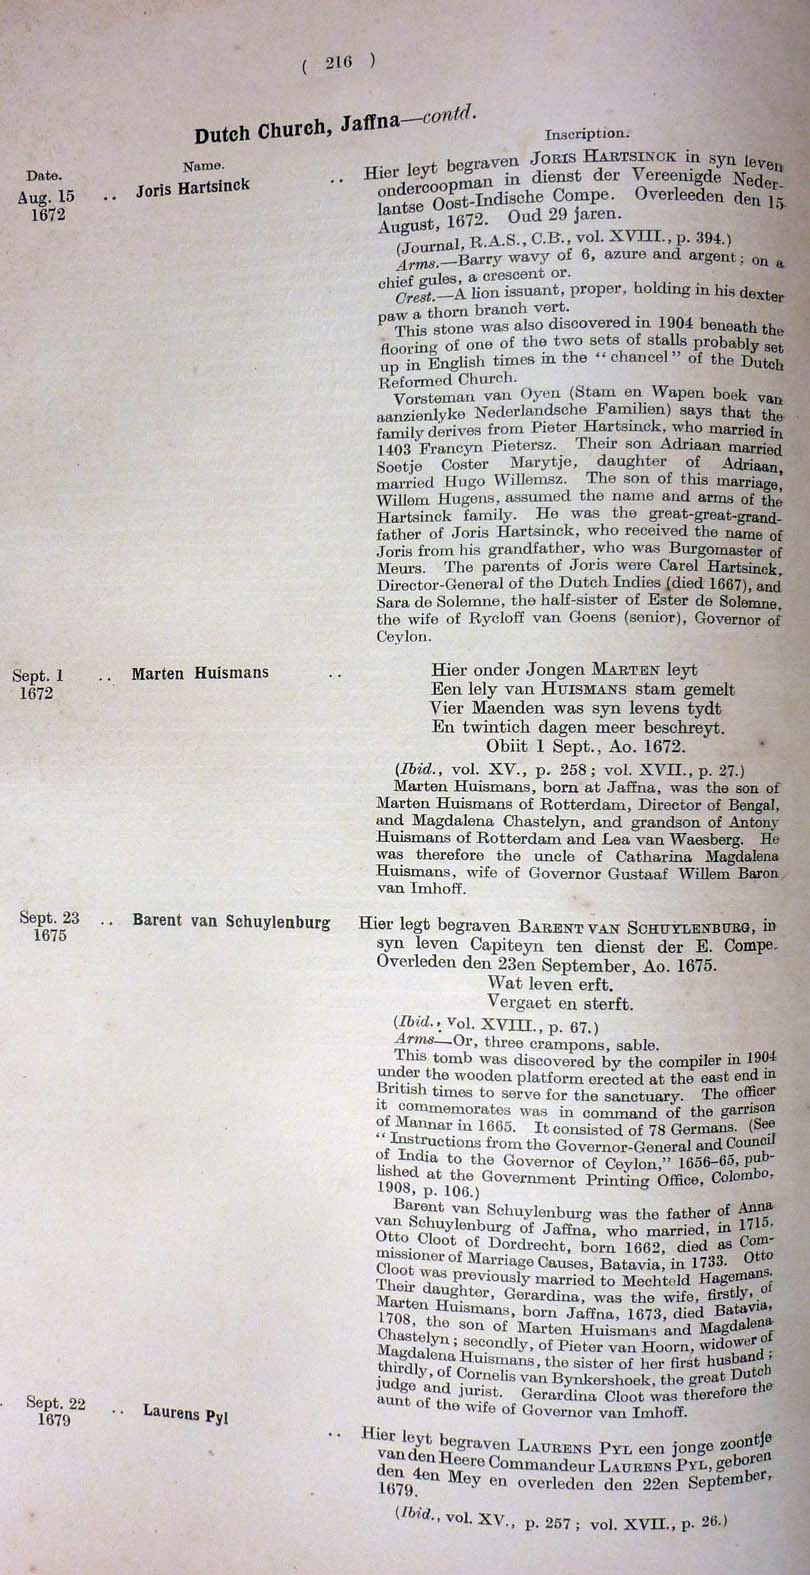 ( 216 )
Dutch Church, Jaffna—contd.
Date. Name. Inscription.
Aug. 15 .. Joris Hartsinck .. Hier leyt begraven JORIS HARTSINCK in syn leven
1672 ondercoopman in dienst der Vereenigde Neder-
lantse Oost-Indische Compe. Overleeden den 15
August, 1672. Oud 29 jaren.
(Journal, R.A.S., C.B., vol. XVIII., p. 394.)
Arms.—Barry wavy of 6, azure and argent; on a
chief gules, a crescent or.
Crest.—A lion issuant, proper, holding in his dexter
paw a thorn branch vert.
This stone was also discovered in 1904 beneath the
flooring of one of the two sets of stalls probably set
up in English times in the "chancel" of the Dutch
Reformed Church.
Vorsteman van Oyen (Stam en Wapen boek van
aanzienlyke Nederlandsche Familien) says that the
family derives from Pieter Hartsinck, who married in
1403 Francyn Pietersz. Their son Adriaan married
Soetje Coster Marytje, daughter of Adriaan,
married Hugo Willemsz. The son of this marriage,
Willem Hugens, assumed the name and arms of the
Hartsinck family. He was the great-great-grand-
father of Joris Hartsinck, who received the name of
Joris from his grandfather, who was Burgomaster of
Meurs. The parents of Joris were Carel Hartsinck,
Director-General of the Dutch Indies (died 1667), and
Sara de Solemne, the half-sister of Ester de Solemne,
the wife of Rycloff van Goens (senior), Governor of
Ceylon.
Sept. 1 .. Marten Huismans .. Hier onder Jongen MARTEN leyt
1672 Een lely van HUISMANS stam gemelt
Vier Maenden was syn levens tydt
En twintich dagen meer beschreyt.
Obiit 1 Sept., Ao. 1672.
(Ibid., vol. XV., p. 258; vol. XVII., p. 27.)
Marten Huismans, born at Jaffna, was the son of
Marten Huismans of Rotterdam, Director of Bengal,
and Magdalena Chastelyn, and grandson of Antony
Huismans of Rotterdam and Lea van Waesberg. He
was therefore the uncle of Catharina Magdalena
Huismans, wife of Governor Gustaaf Willem Baron
van Imhoff.
Sept. 23 .. Barent van Schuylenburg Hier legt begraven BARENT VAN SCHUYLENBURG, in
1675 syn leven Capiteyn ten dienst der E. Compe.
Overleden den 23en September, Ao. 1675.
Wat leven erft.
Vergaet en sterft.
(Ibid., vol. XVIII., p. 67.)
Arms—Or, three crampons, sable.
This tomb was discovered by the compiler in 1904
under the wooden platform erected at the east end in
British times to serve for the sanctuary. The officer
it commemorates was in command of the garrison
of Mannar in 1665. It consisted of 78 Germans. (See
"Instructions from the Governor-General and Council
of India to the Governor of Ceylon," 1656-65, pub-
lished at the Government Printing Office, Colombo,
1908, p. 106.)
Barent van Schuylenburg was the father of Anna
van Schuylenburg of Jaffna, who married, in 1715,
Otto Cloot of Dordrecht, born 1662, died as Com-
missioner of Marriage Causes, Batavia, in 1733. Otto
Cloot was previously married to Mechteld Hagemans.
Their daughter, Gerardina, was the wife, firstly, of
Marten Huismans, born Jaffna, 1673, died Batavia,
1708, the son of Marten Huismans and Magdalena
Chastelyn; secondly, of Pieter van Hoorn, widower of
Magdalena Huismans, the sister of her first husband;
thirdly, of Cornelis van Bynkershoek, the great Dutch
judge and jurist. Gerardina Cloot was therefore the
aunt of the wife of Governor van Imhoff.
Sept. 22 .. Laurens Pyl .. Hier leyt begraven LAURENS PYL een jonge zoontje
1679 van den Heere Commandeur LAURENS PYL, geboren
den 4en Mey en overleden den 22en September,
1679.
(Ibid., vol. XV., p. 257; vol. XVII., p. 26.)